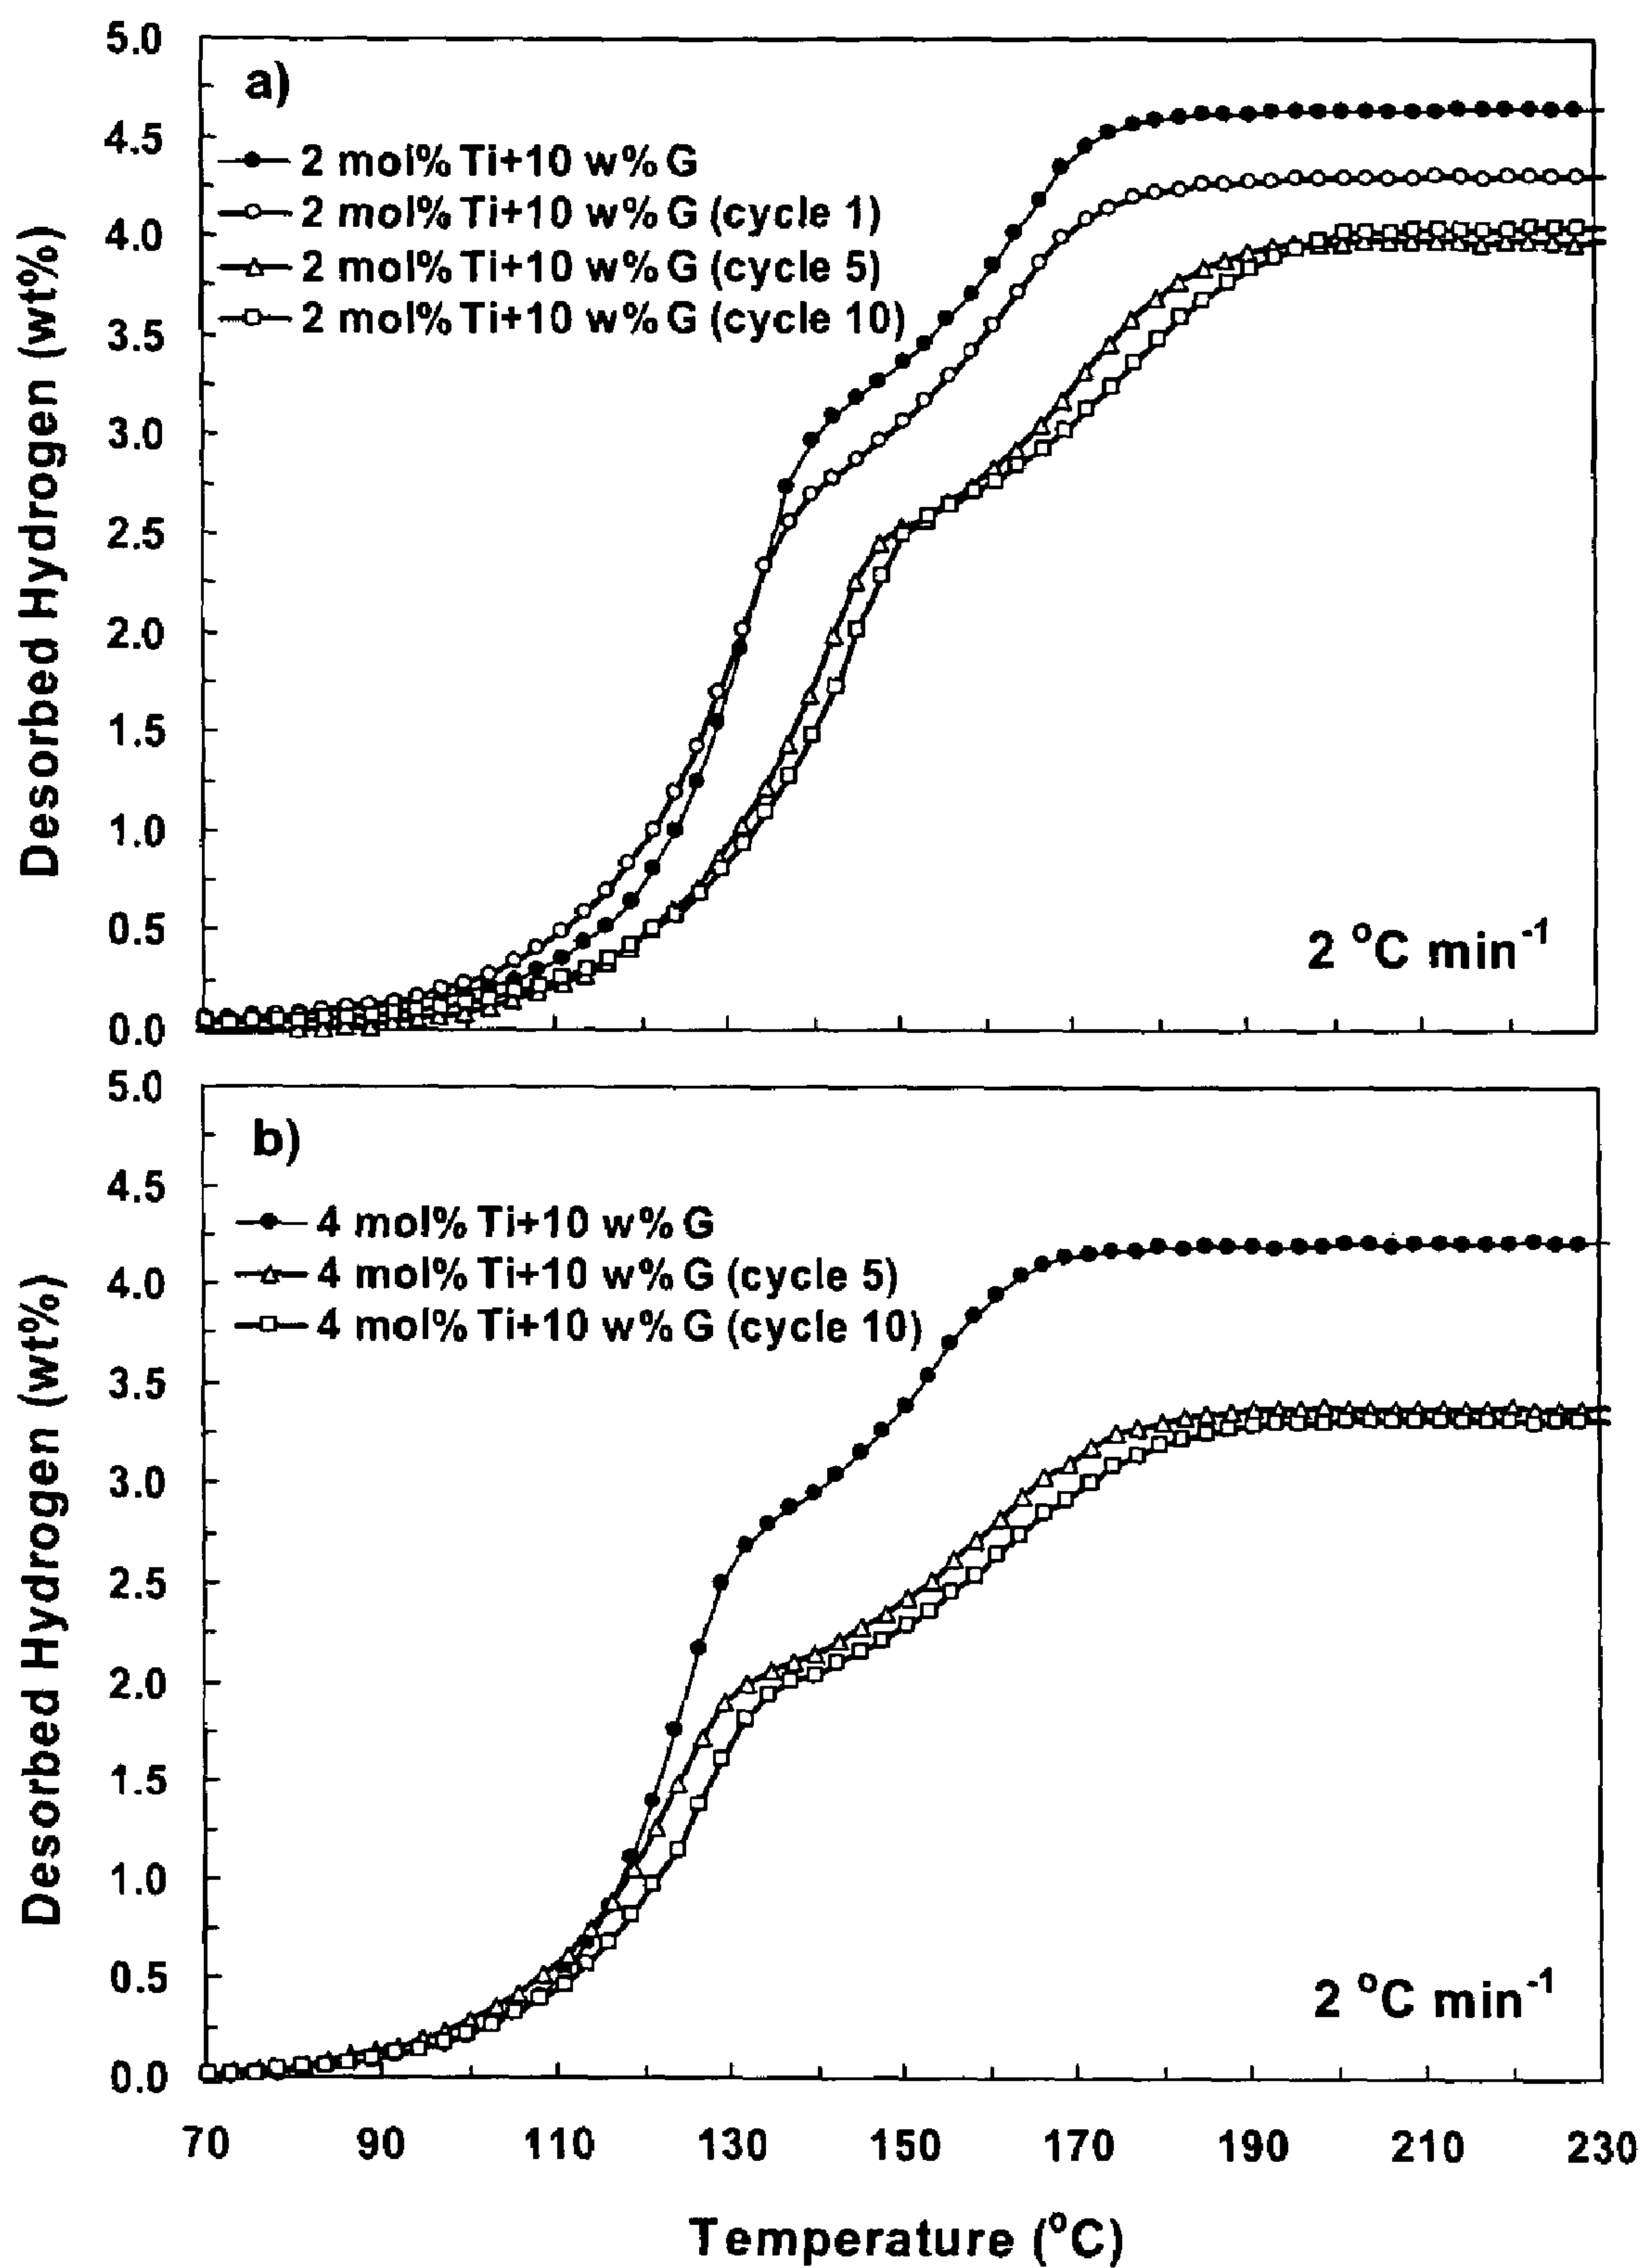 5.0
a)
4.5
2 mol% Ti+10 w% G
2 mol% Ti+10 w% G (cycle 1)
4.0
2 mol% Ti+10 w% G (cycle 5)
2 mol% Ti+10 w% G (cycle 10)
3.5
3.0
2.5
2.0
1.5
1.0
0.5
0.0
Desorbed Hydrogen (wt%)
2 °C min⁻¹
5.0
b)
4.5
4 mol% Ti+10 w% G
4 mol% Ti+10 w% G (cycle 5)
4.0
4 mol% Ti+10 w% G (cycle 10)
3.5
3.0
2.5
2.0
1.5
1.0
0.5
0.0
Desorbed Hydrogen (wt%)
2 °C min⁻¹
70 90 110 130 150 170 190 210 230
Temperature (°C)